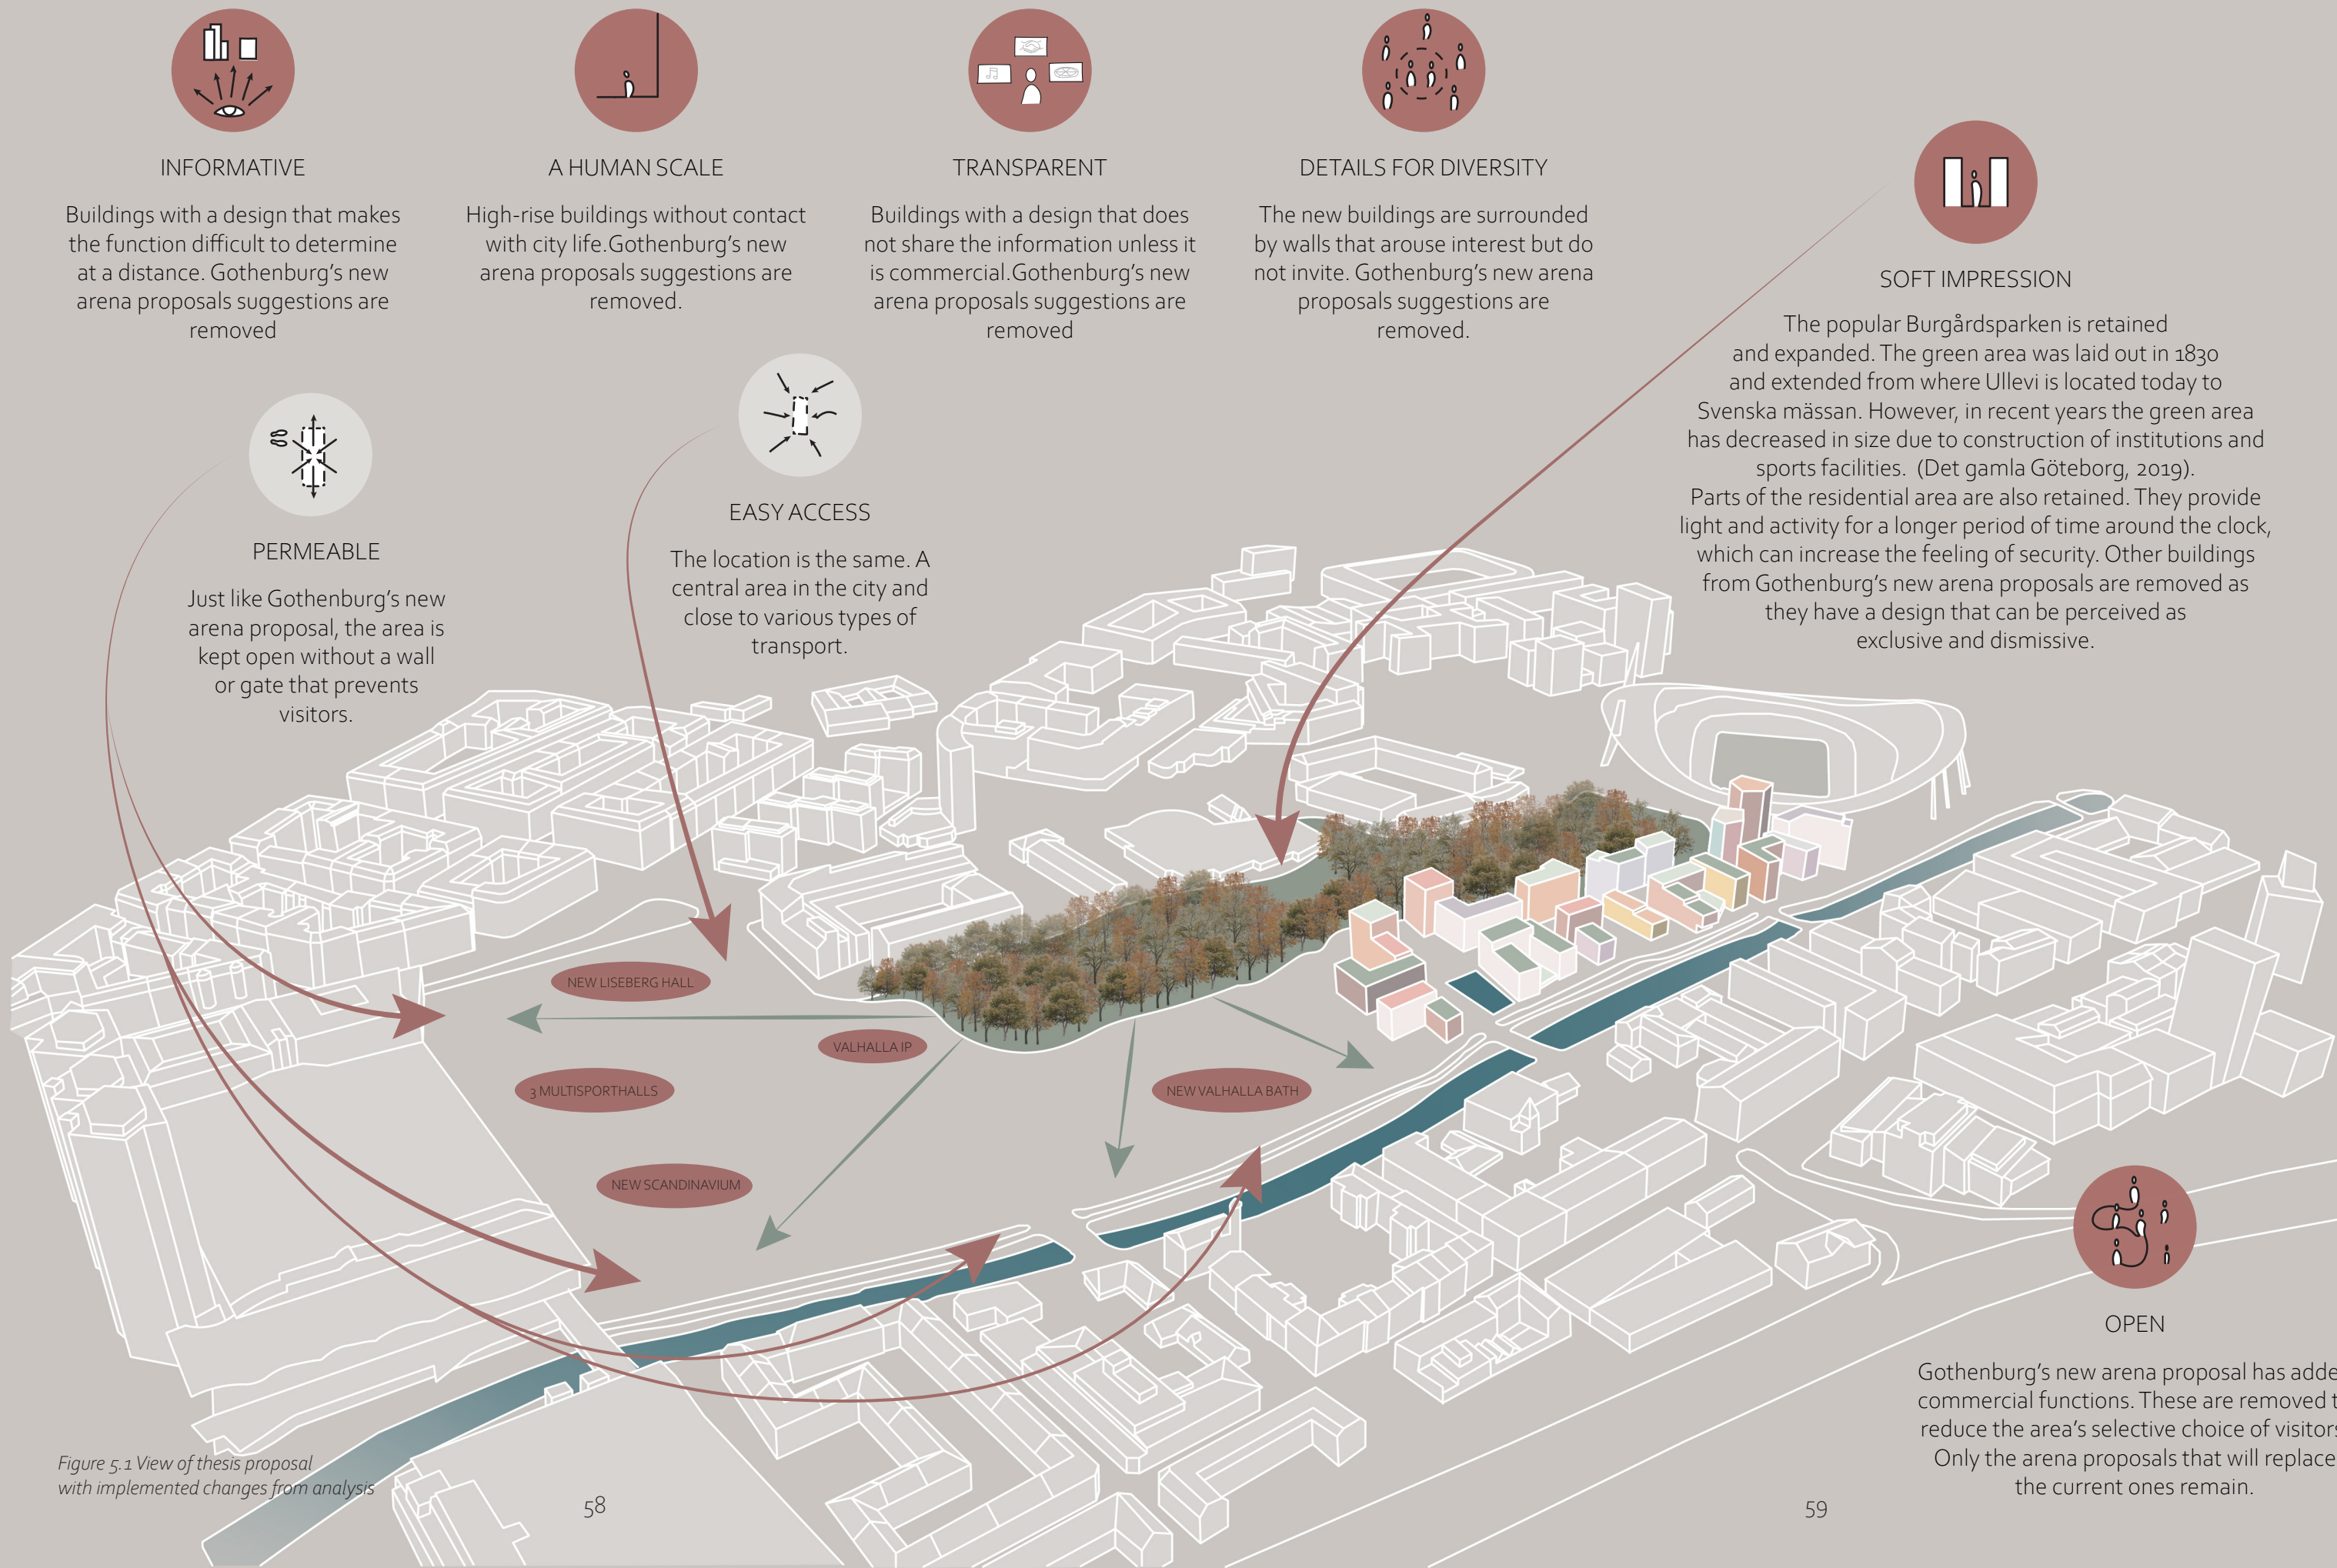 INFORMATIVE
Buildings with a design that makes
the function difficult to determine
at a distance. Gothenburg's new
arena proposals suggestions are
removed
A HUMAN SCALE
High-rise buildings without contact
with city life.Gothenburg's new
arena proposals suggestions are
removed.
TRANSPARENT
Buildings with a design that does
not share the information unless it
is commercial.Gothenburg's new
arena proposals suggestions are
removed
DETAILS FOR DIVERSITY
The new buildings are surrounded
by walls that arouse interest but do
not invite. Gothenburg's new arena
proposals suggestions are
removed.
SOFT IMPRESSION
The popular Burgårdsparken is retained
and expanded. The green area was laid out in 1830
and extended from where Ullevi is located today to
Svenska mässan. However, in recent years the green area
has decreased in size due to construction of institutions and
sports facilities. (Det gamla Göteborg, 2019).
Parts of the residential area are also retained. They provide
light and activity for a longer period of time around the clock,
which can increase the feeling of security. Other buildings
from Gothenburg's new arena proposals are removed as
they have a design that can be perceived as
exclusive and dismissive.
PERMEABLE
Just like Gothenburg's new
arena proposal, the area is
kept open without a wall
or gate that prevents
visitors.
EASY ACCESS
The location is the same. A
central area in the city and
close to various types of
transport.
NEW LISEBERG HALL
VALHALLA IP
3 MULTISPORTHALLS
NEW VALHALLA BATH
NEW SCANDINAVIUM
OPEN
Gothenburg's new arena proposal has adde
commercial functions. These are removed t
reduce the area's selective choice of visitors
Only the arena proposals that will replace
the current ones remain.
Figure 5.1 View of thesis proposal
with implemented changes from analysis
58
59